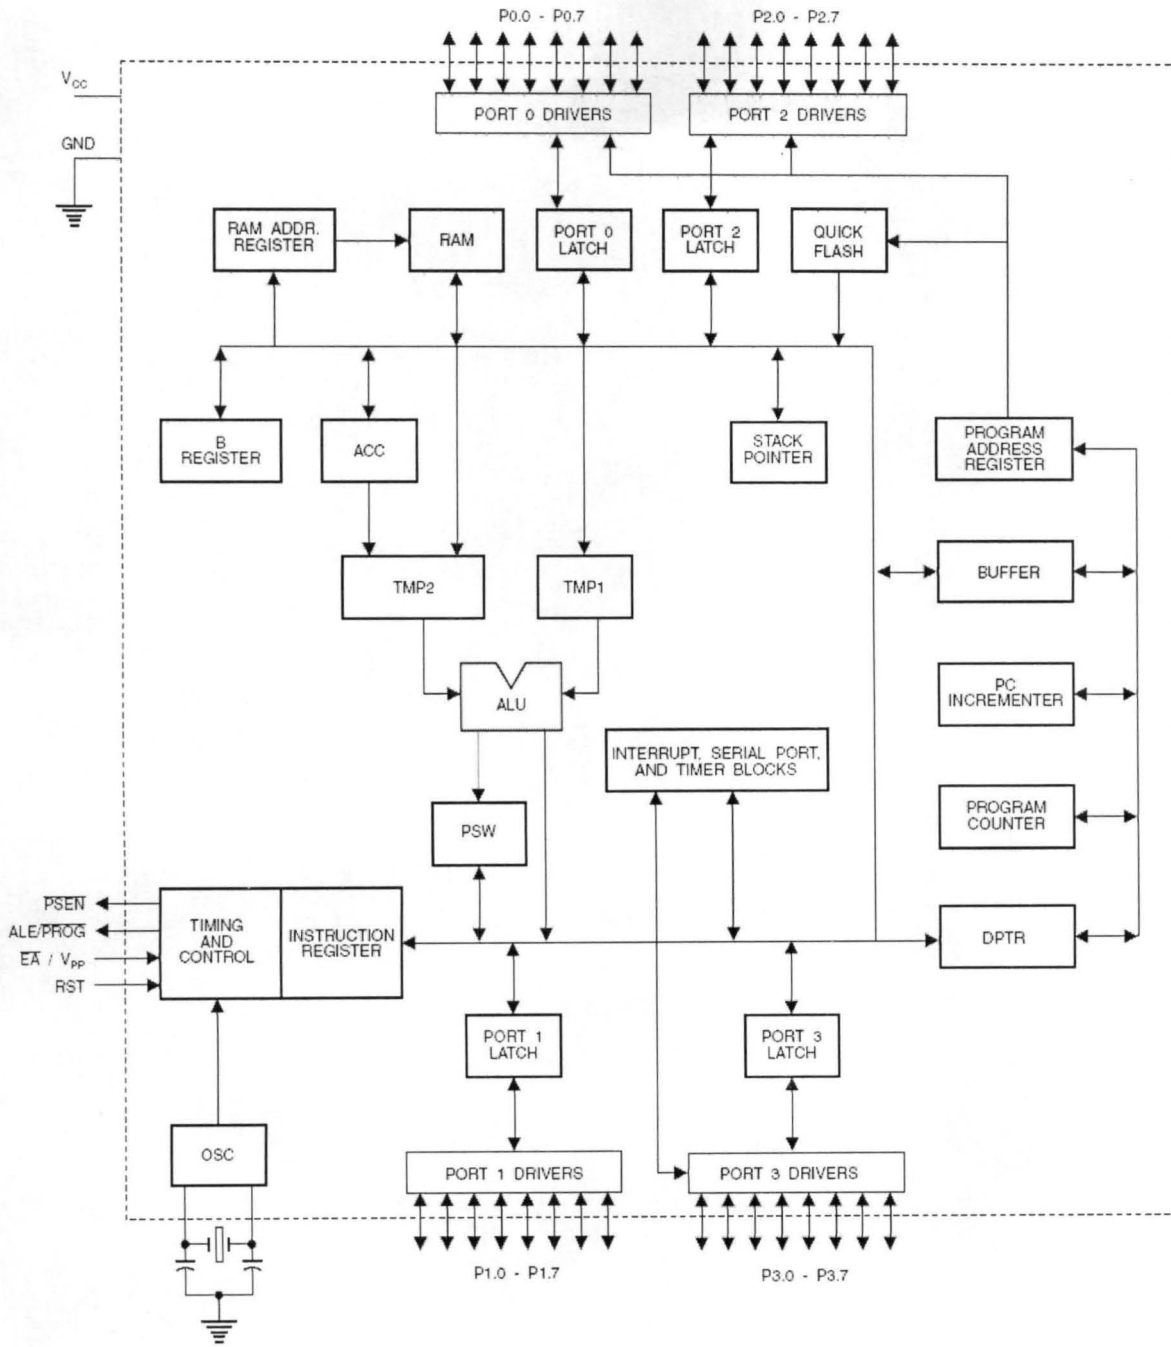 P0.0 - P0.7
P2.0 - P2.7
VCC
PORT 0 DRIVERS
PORT 2 DRIVERS
GND
RAM ADDR.
REGISTER
RAM
PORT 0
LATCH
PORT 2
LATCH
QUICK
FLASH
B
REGISTER
ACC
STACK
POINTER
PROGRAM
ADDRESS
REGISTER
BUFFER
TMP2
TMP1
PC
INCREMENTER
ALU
INTERRUPT, SERIAL PORT,
AND TIMER BLOCKS
PSW
PROGRAM
COUNTER
PSEN
ALE/PROG
EA / VPP
RST
TIMING
AND
CONTROL
INSTRUCTION
REGISTER
DPTR
PORT 1
LATCH
PORT 3
LATCH
OSC
PORT 1 DRIVERS
PORT 3 DRIVERS
P1.0 - P1.7
P3.0 - P3.7